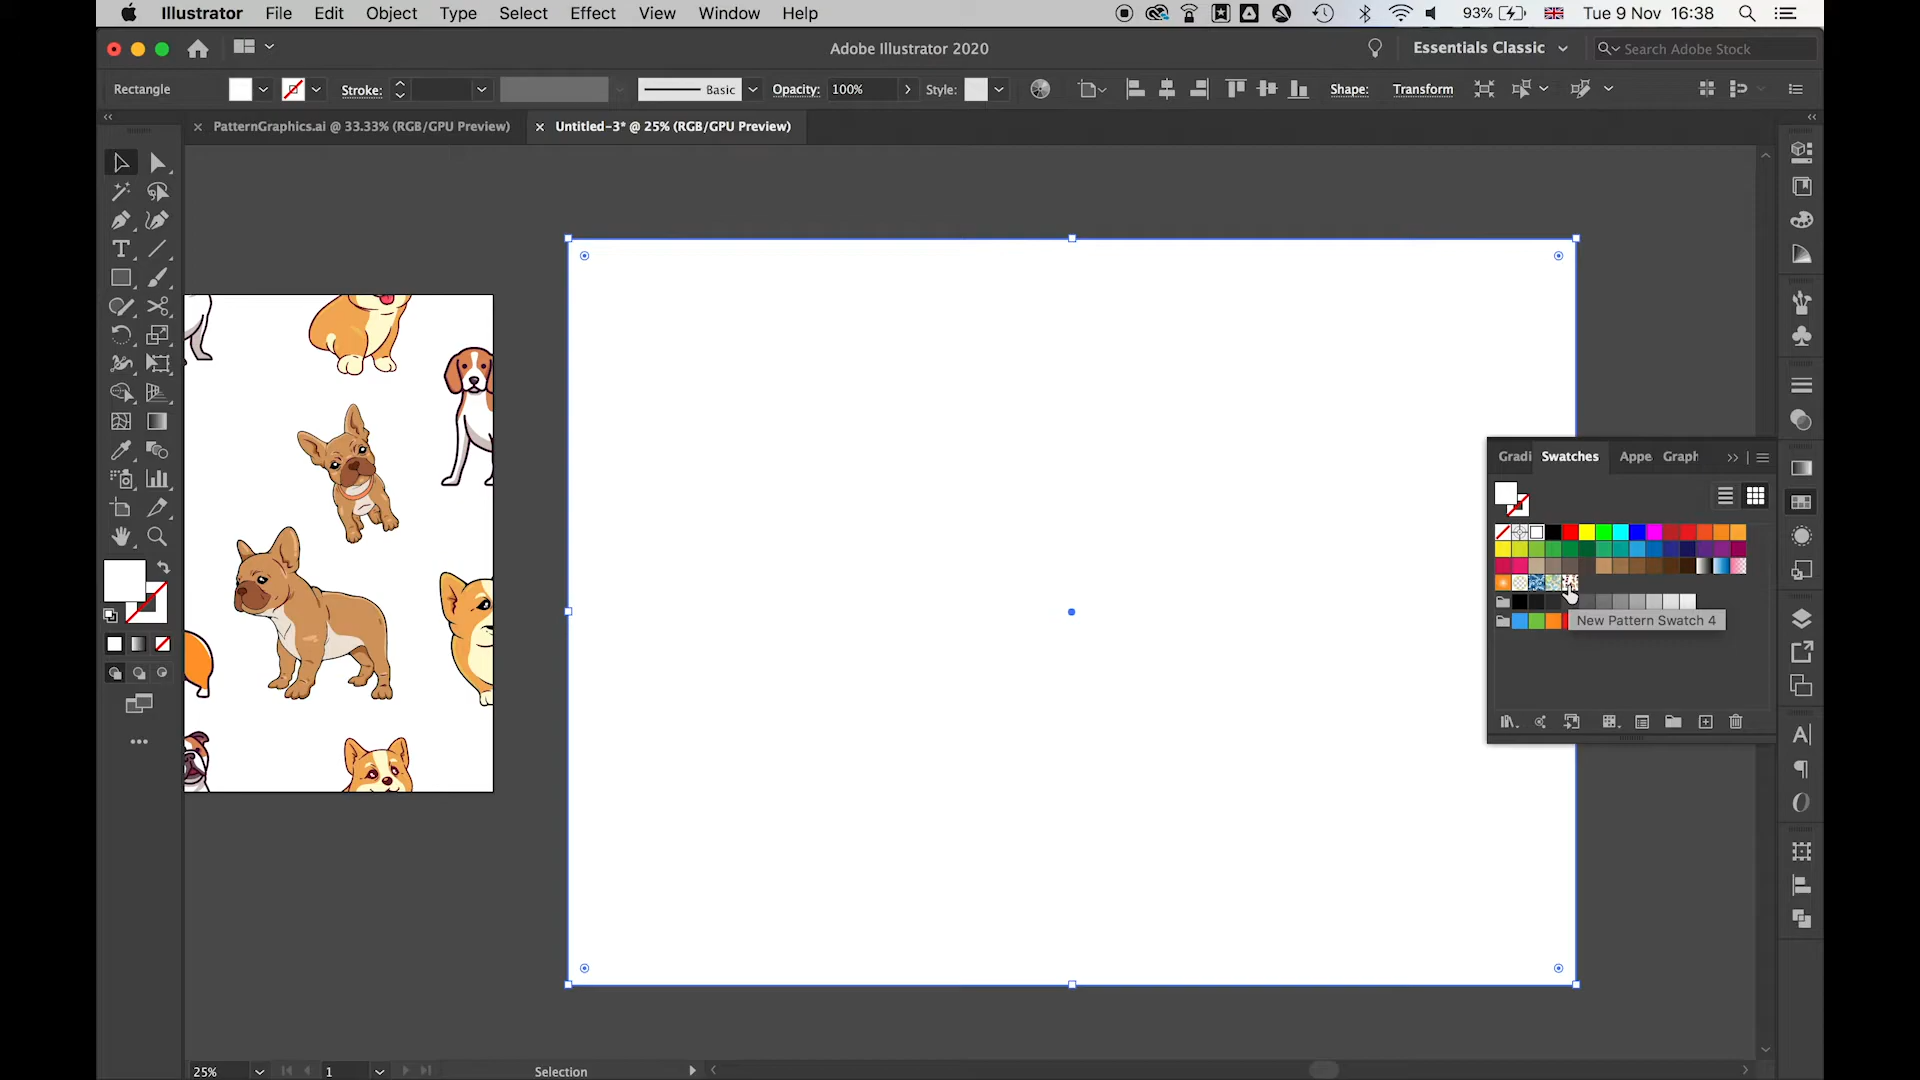 Illustrator File Edit Object Type Select Effect View Window Help 93% Tue 9 Nov 16:38
Adobe Illustrator 2020 Essentials Classic Search Adobe Stock
Rectangle Stroke: Basic Opacity: 100% Style: Shape: Transform
PatternGraphics.ai @ 33.33% (RGB/GPU Preview) Untitled-3* @ 25% (RGB/GPU Preview)
Gradi Swatches Appe Graph
New Pattern Swatch 4
25% 1 Selection